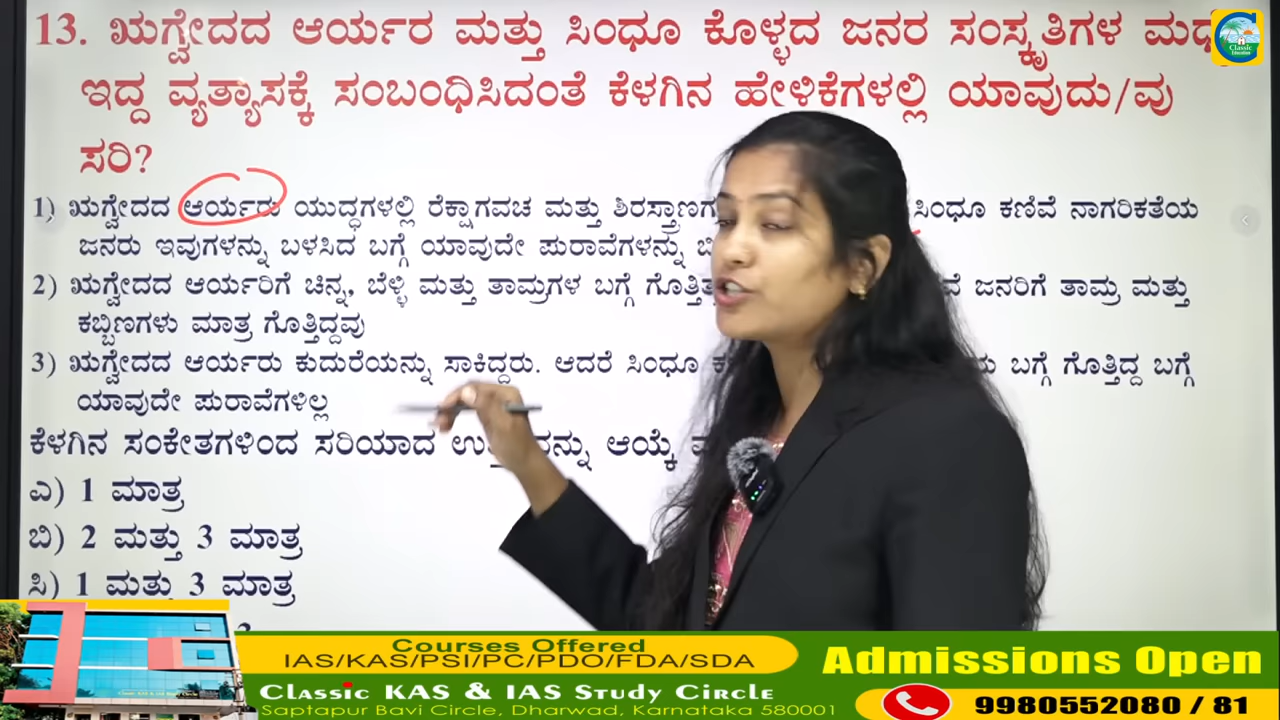 13. ಋಗ್ವೇದದ ಆರ್ಯರ ಮತ್ತು ಸಿಂಧೂ ಕೊಳ್ಳದ ಜನರ ಸಂಸ್ಕೃತಿಗಳ
ಇದ್ದ ವ್ಯತ್ಯಾಸಕ್ಕೆ ಸಂಬಂಧಿಸಿದಂತೆ ಕೆಳಗಿನ ಹೇಳಿಕೆಗಳಲ್ಲಿ ಯಾವುದು/ವು
ಸರಿ?
1) ಋಗ್ವೇದದ ಆರ್ಯರು ಯುದ್ಧಗಳಲ್ಲಿ ರೆಕ್ಷಾಗವಚ ಮತ್ತು ಸಿಂಧೂ ಕಣಿವೆ ನಾಗರಿಕತೆಯ
ಜನರು ಇವುಗಳನ್ನು ಬಳಸಿದ ಬಗ್ಗೆ ಯಾವುದೇ ಪುರಾವೆಗಳನ್ನು
2) ಋಗ್ವೇದದ ಆರ್ಯರಿಗೆ ಚಿನ್ನ, ಬೆಳ್ಳಿ ಮತ್ತು ತಾಮ್ರಗಳ ಬಗ್ಗೆ ಜನರಿಗೆ ತಾಮ್ರ ಮತ್ತು
ಕಬ್ಬಿಣಗಳು ಮಾತ್ರ ಗೊತ್ತಿದ್ದವು
3) ಋಗ್ವೇದದ ಆರ್ಯರು ಕುದುರೆಯನ್ನು ಸಾಕಿದ್ದರು. ಆದರೆ ಸಿಂಧೂ ಬಗ್ಗೆ ಗೊತ್ತಿದ್ದ ಬಗ್ಗೆ
ಯಾವುದೇ ಪುರಾವೆಗಳಿಲ್ಲ
ಕೆಳಗಿನ ಸಂಕೇತಗಳಿಂದ ಸರಿಯಾದ ಆಯ್ಕೆ
ಎ) 1 ಮಾತ್ರ
ಬಿ) 2 ಮತ್ತು 3 ಮಾತ್ರ
ಸಿ) 1 ಮತ್ತು 3 ಮಾತ್ರ
Classic
Education
Courses Offered
IAS/KAS/PSI/PC/PDO/FDA/SDA
Classic KAS & IAS Study Circle
Saptapur Bavi Circle, Dharwad, Karnataka 580001
Admissions Open
9980552080 / 81